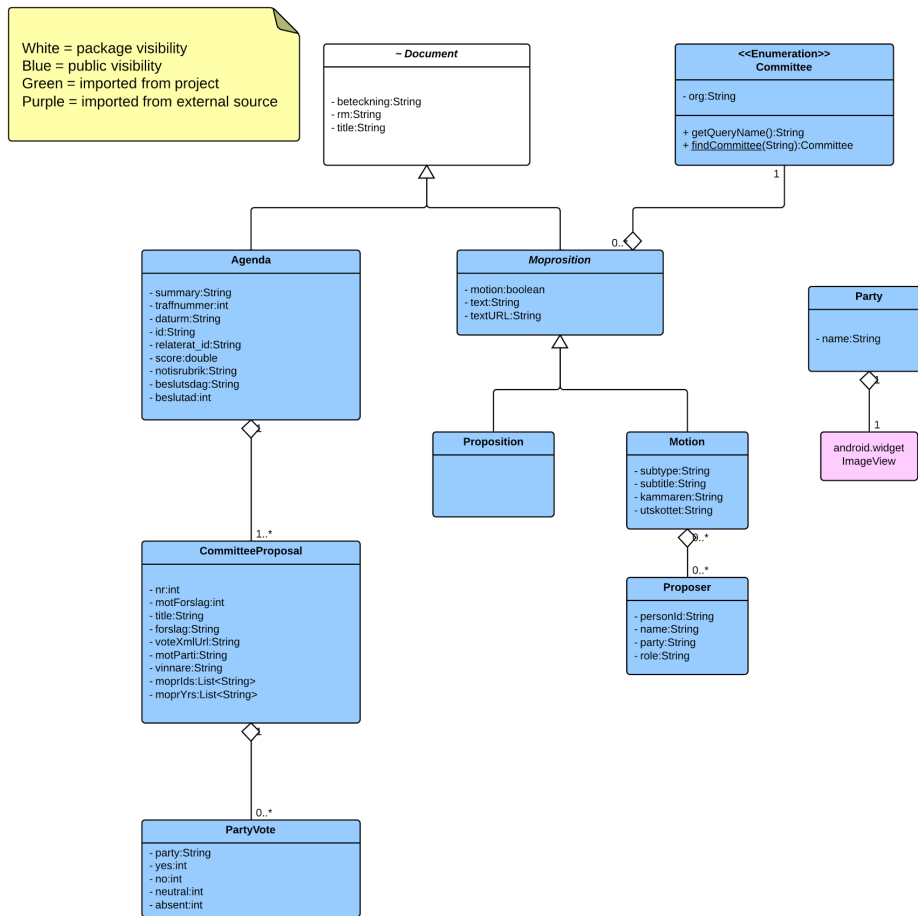 White = package visibility
Blue = public visibility
Green = imported from project
Purple = imported from external source
~ Document
- beteckning:String
- rm:String
- title:String
<<Enumeration>>
Committee
- org:String
+ getQueryName():String
+ findCommittee(String):Committee
1
0..*
Agenda
- summary:String
- traffnummer:int
- daturm:String
- id:String
- relaterat_id:String
- score:double
- notisrubrik:String
- beslutsdag:String
- beslutad:int
Moprosition
- motion:boolean
- text:String
- textURL:String
Party
- name:String
1
1
android.widget
ImageView
Proposition
Motion
- subtype:String
- subtitle:String
- kammaren:String
- utskottet:String
0..*
0..*
Proposer
- personId:String
- name:String
- party:String
- role:String
1
1..*
CommitteeProposal
- nr:int
- motForslag:int
- title:String
- forslag:String
- voteXmlUrl:String
- motParti:String
- vinnare:String
- moprIds:List<String>
- moprYrs:List<String>
1
0..*
PartyVote
- party:String
- yes:int
- no:int
- neutral:int
- absent:int